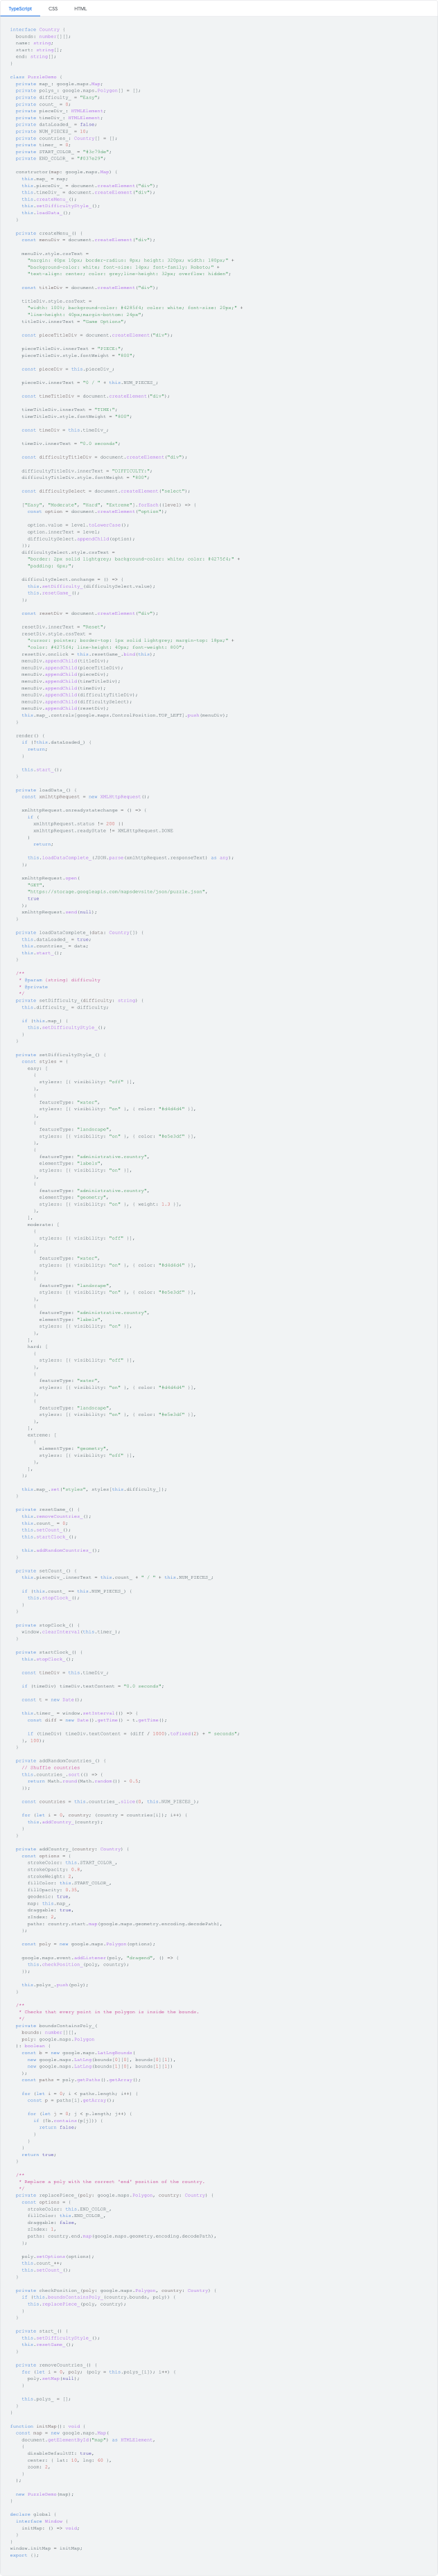 TypeScript CSS HTML
interface Country {
  bounds: number[][];
  name: string;
  start: string[];
  end: string[];
}
class PuzzleDemo {
  private map_: google.maps.Map;
  private polys_: google.maps.Polygon[] = [];
  private difficulty_ = "easy";
  private count_ = 0;
  private pieceDiv_: HTMLElement;
  private timeDiv_: HTMLElement;
  private dataLoaded_ = false;
  private NUM_PIECES_ = 10;
  private countries_: Country[] = [];
  private timer_ = 0;
  private START_COLOR_ = "#3c79de";
  private END_COLOR_ = "#037e29";
  constructor(map: google.maps.Map) {
    this.map_ = map;
    this.pieceDiv_ = document.createElement("div");
    this.timeDiv_ = document.createElement("div");
    this.createMenu_();
    this.setDifficultyStyle_();
    this.loadData_();
  }
  private createMenu_() {
    const menuDiv = document.createElement("div");
    menuDiv.style.cssText =
      "margin: 40px 10px; border-radius: 8px; height: 320px; width: 180px;" +
      "background-color: white; font-size: 14px; font-family: Roboto;" +
      "text-align: center; color: grey;line-height: 32px; overflow: hidden";
    const titleDiv = document.createElement("div");
    titleDiv.style.cssText =
      "width: 100%; background-color: #4285f4; color: white; font-size: 20px;" +
      "line-height: 40px;margin-bottom: 24px";
    titleDiv.innerText = "Game Options";
    const pieceTitleDiv = document.createElement("div");
    pieceTitleDiv.innerText = "PIECE:";
    pieceTitleDiv.style.fontWeight = "800";
    const pieceDiv = this.pieceDiv_;
    pieceDiv.innerText = "0 / " + this.NUM_PIECES_;
    const timeTitleDiv = document.createElement("div");
    timeTitleDiv.innerText = "TIME:";
    timeTitleDiv.style.fontWeight = "800";
    const timeDiv = this.timeDiv_;
    timeDiv.innerText = "0.0 seconds";
    const difficultyTitleDiv = document.createElement("div");
    difficultyTitleDiv.innerText = "DIFFICULTY:";
    difficultyTitleDiv.style.fontWeight = "800";
    const difficultySelect = document.createElement("select");
    ["Easy", "Moderate", "Hard", "Extreme"].forEach((level) => {
      const option = document.createElement("option");
      option.value = level.toLowerCase();
      option.innerText = level;
      difficultySelect.appendChild(option);
    });
    difficultySelect.style.cssText =
      "border: 2px solid lightgrey; background-color: white; color: #4275f4;" +
      "padding: 6px;";
    difficultySelect.onchange = () => {
      this.setDifficulty_(difficultySelect.value);
      this.resetGame_();
    };
    const resetDiv = document.createElement("div");
    resetDiv.innerText = "Reset";
    resetDiv.style.cssText =
      "cursor: pointer; border-top: 1px solid lightgrey; margin-top: 18px;" +
      "color: #4275f4; line-height: 40px; font-weight: 800";
    resetDiv.onclick = this.resetGame_.bind(this);
    menuDiv.appendChild(titleDiv);
    menuDiv.appendChild(pieceTitleDiv);
    menuDiv.appendChild(pieceDiv);
    menuDiv.appendChild(timeTitleDiv);
    menuDiv.appendChild(timeDiv);
    menuDiv.appendChild(difficultyTitleDiv);
    menuDiv.appendChild(difficultySelect);
    menuDiv.appendChild(resetDiv);
    this.map_.controls[google.maps.ControlPosition.TOP_LEFT].push(menuDiv);
  }
  render() {
    if (!this.dataLoaded_) {
      return;
    }
    this.start_();
  }
  private loadData_() {
    const xmlhttpRequest = new XMLHttpRequest();
    xmlhttpRequest.onreadystatechange = () => {
      if (
        xmlhttpRequest.status != 200 ||
        xmlhttpRequest.readyState != XMLHttpRequest.DONE
      )
        return;
      this.loadDataComplete_(JSON.parse(xmlhttpRequest.responseText) as any);
    };
    xmlhttpRequest.open(
      "GET",
      "https://storage.googleapis.com/mapsdevsite/json/puzzle.json",
      true
    );
    xmlhttpRequest.send(null);
  }
  private loadDataComplete_(data: Country[]) {
    this.dataLoaded_ = true;
    this.countries_ = data;
    this.start_();
  }
  /**
   * @param {string} difficulty
   * @private
   */
  private setDifficulty_(difficulty: string) {
    this.difficulty_ = difficulty;
    if (this.map_) {
      this.setDifficultyStyle_();
    }
  }
  private setDifficultyStyle_() {
    const styles = {
      easy: [
        {
          stylers: [{ visibility: "off" }],
        },
        {
          featureType: "water",
          stylers: [{ visibility: "on" }, { color: "#d4d4d4" }],
        },
        {
          featureType: "landscape",
          stylers: [{ visibility: "on" }, { color: "#e5e3df" }],
        },
        {
          featureType: "administrative.country",
          elementType: "labels",
          stylers: [{ visibility: "on" }],
        },
        {
          featureType: "administrative.country",
          elementType: "geometry",
          stylers: [{ visibility: "on" }, { weight: 1.3 }],
        },
      ],
      moderate: [
        {
          stylers: [{ visibility: "off" }],
        },
        {
          featureType: "water",
          stylers: [{ visibility: "on" }, { color: "#d4d4d4" }],
        },
        {
          featureType: "landscape",
          stylers: [{ visibility: "on" }, { color: "#e5e3df" }],
        },
        {
          featureType: "administrative.country",
          elementType: "labels",
          stylers: [{ visibility: "on" }],
        },
      ],
      hard: [
        {
          stylers: [{ visibility: "off" }],
        },
        {
          featureType: "water",
          stylers: [{ visibility: "on" }, { color: "#d4d4d4" }],
        },
        {
          featureType: "landscape",
          stylers: [{ visibility: "on" }, { color: "#e5e3df" }],
        },
      ],
      extreme: [
        {
          elementType: "geometry",
          stylers: [{ visibility: "off" }],
        },
      ],
    };
    this.map_.set("styles", styles[this.difficulty_]);
  }
  private resetGame_() {
    this.removeCountries_();
    this.count_ = 0;
    this.setCount_();
    this.startClock_();
    this.addRandomCountries_();
  }
  private setCount_() {
    this.pieceDiv_.innerText = this.count_ + " / " + this.NUM_PIECES_;
    if (this.count_ == this.NUM_PIECES_) {
      this.stopClock_();
    }
  }
  private stopClock_() {
    window.clearInterval(this.timer_);
  }
  private startClock_() {
    this.stopClock_();
    const timeDiv = this.timeDiv_;
    if (timeDiv) timeDiv.textContent = "0.0 seconds";
    const t = new Date();
    this.timer_ = window.setInterval(() => {
      const diff = new Date().getTime() - t.getTime();
      if (timeDiv) timeDiv.textContent = (diff / 1000).toFixed(2) + " seconds";
    }, 100);
  }
  private addRandomCountries_() {
    // Shuffle countries
    this.countries_.sort(() => {
      return Math.round(Math.random()) - 0.5;
    });
    const countries = this.countries_.slice(0, this.NUM_PIECES_);
    for (let i = 0, country; (country = countries[i]); i++) {
      this.addCountry_(country);
    }
  }
  private addCountry_(country: Country) {
    const options = {
      strokeColor: this.START_COLOR_,
      strokeOpacity: 0.8,
      strokeWeight: 2,
      fillColor: this.START_COLOR_,
      fillOpacity: 0.35,
      geodesic: true,
      map: this.map_,
      draggable: true,
      zIndex: 2,
      paths: country.start.map(google.maps.geometry.encoding.decodePath),
    };
    const poly = new google.maps.Polygon(options);
    google.maps.event.addListener(poly, "dragend", () => {
      this.checkPosition_(poly, country);
    });
    this.polys_.push(poly);
  }
  /**
   * Checks that every point in the polygon is inside the bounds.
   */
  private boundsContainsPoly_(
    bounds: number[][],
    poly: google.maps.Polygon
  ): boolean {
    const b = new google.maps.LatLngBounds(
      new google.maps.LatLng(bounds[0][0], bounds[0][1]),
      new google.maps.LatLng(bounds[1][0], bounds[1][1])
    );
    const paths = poly.getPaths().getArray();
    for (let i = 0; i < paths.length; i++) {
      const p = paths[i].getArray();
      for (let j = 0; j < p.length; j++) {
        if (!b.contains(p[j])) {
          return false;
        }
      }
    }
    return true;
  }
  /**
   * Replace a poly with the correct 'end' position of the country.
   */
  private replacePiece_(poly: google.maps.Polygon, country: Country) {
    const options = {
      strokeColor: this.END_COLOR_,
      fillColor: this.END_COLOR_,
      draggable: false,
      zIndex: 1,
      paths: country.end.map(google.maps.geometry.encoding.decodePath),
    };
    poly.setOptions(options);
    this.count_++;
    this.setCount_();
  }
  private checkPosition_(poly: google.maps.Polygon, country: Country) {
    if (this.boundsContainsPoly_(country.bounds, poly)) {
      this.replacePiece_(poly, country);
    }
  }
  private start_() {
    this.setDifficultyStyle_();
    this.resetGame_();
  }
  private removeCountries_() {
    for (let i = 0, poly; (poly = this.polys_[i]); i++) {
      poly.setMap(null);
    }
    this.polys_ = [];
  }
}
function initMap(): void {
  const map = new google.maps.Map(
    document.getElementById("map") as HTMLElement,
    {
      disableDefaultUI: true,
      center: { lat: 10, lng: 60 },
      zoom: 2,
    }
  );
  new PuzzleDemo(map);
}
declare global {
  interface Window {
    initMap: () => void;
  }
}
window.initMap = initMap;
export {};